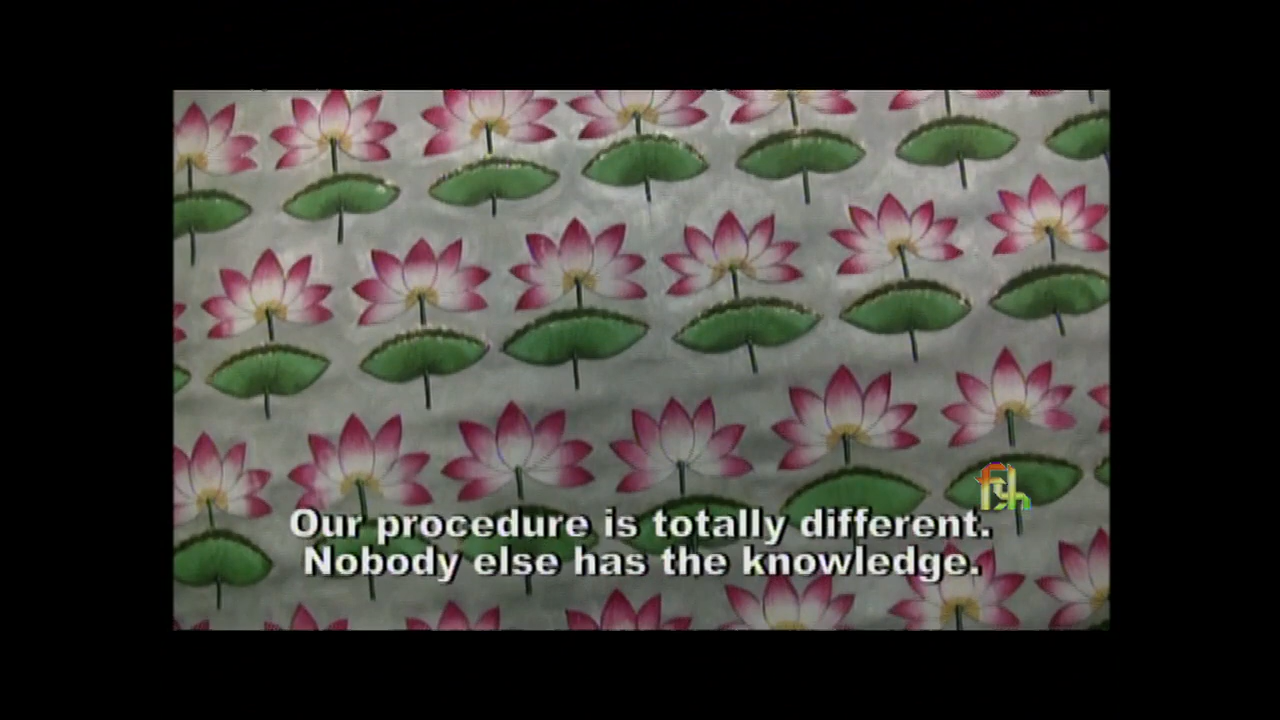 Our procedure is totally different.
Nobody else has the knowledge.